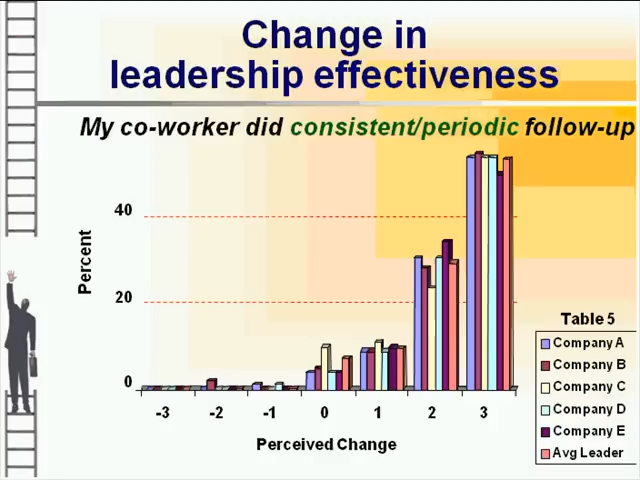 Change in
leadership effectiveness
My co-worker did consistent/periodic follow-up
40
20
0
Percent
-3 -2 -1 0 1 2 3
Perceived Change
Table 5
Company A
Company B
Company C
Company D
Company E
Avg Leader